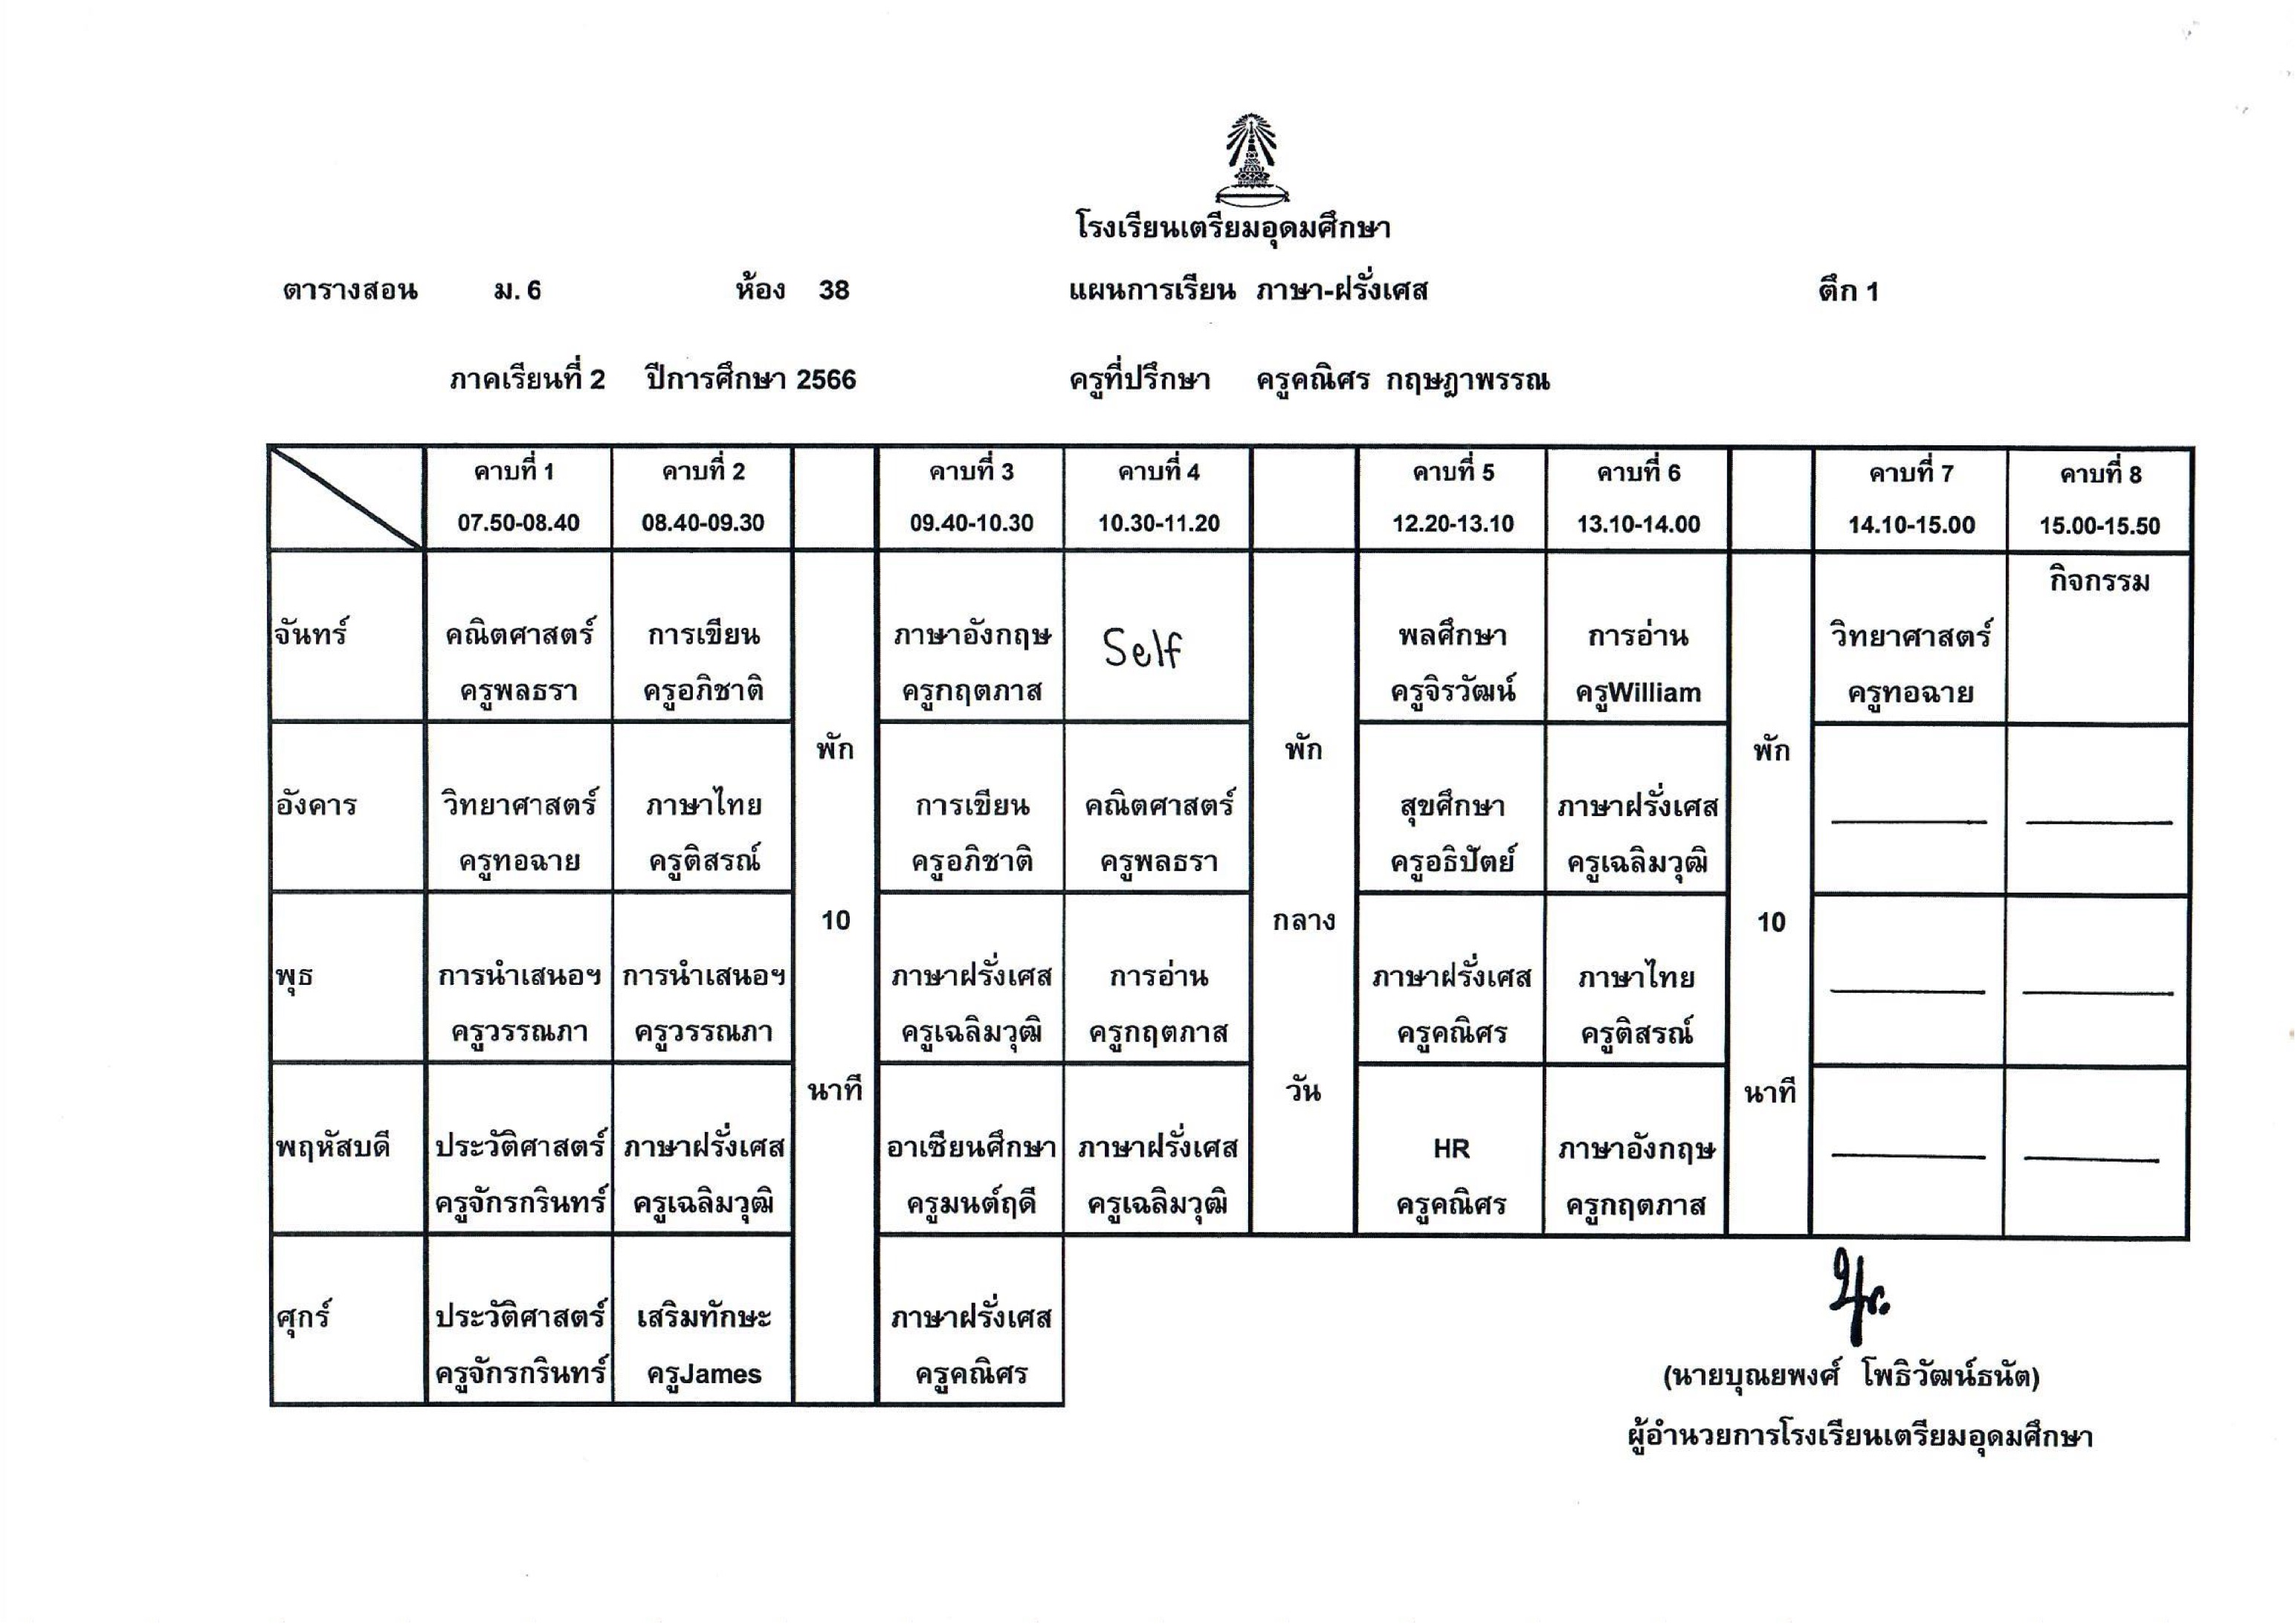 โรงเรียนเตรียมอุดมศึกษา
ตารางสอน ม. 6 ห้อง 38 แผนการเรียน ภาษา-ฝรั่งเศส ตึก 1
ภาคเรียนที่ 2 ปีการศึกษา 2566 ครูที่ปรึกษา ครูคณิศร กฤษฎาพรรณ
คาบที่ 1 คาบที่ 2 คาบที่ 3 คาบที่ 4 คาบที่ 5 คาบที่ 6 คาบที่ 7 คาบที่ 8
07.50-08.40 08.40-09.30 09.40-10.30 10.30-11.20 12.20-13.10 13.10-14.00 14.10-15.00 15.00-15.50
กิจกรรม
จันทร์ คณิตศาสตร์ การเขียน ภาษาอังกฤษ Self พลศึกษา การอ่าน วิทยาศาสตร์
ครูพลธรา ครูอภิชาติ ครูกฤตภาส ครูจิรวัฒน์ ครูWilliam ครูทอฉาย
พัก พัก พัก
อังคาร วิทยาศาสตร์ ภาษาไทย การเขียน คณิตศาสตร์ สุขศึกษา ภาษาฝรั่งเศส
ครูทอฉาย ครูติสรณ์ ครูอภิชาติ ครูพลธรา ครูอธิปัตย์ ครูเฉลิมวุฒิ
10 กลาง 10
พุธ การนำเสนอฯ การนำเสนอฯ ภาษาฝรั่งเศส การอ่าน ภาษาฝรั่งเศส ภาษาไทย
ครูวรรณภา ครูวรรณภา ครูเฉลิมวุฒิ ครูกฤตภาส ครูคณิศร ครูติสรณ์
นาที วัน นาที
พฤหัสบดี ประวัติศาสตร์ ภาษาฝรั่งเศส อาเซียนศึกษา ภาษาฝรั่งเศส HR ภาษาอังกฤษ
ครูจักรกรินทร์ ครูเฉลิมวุฒิ ครูมนต์ฤดี ครูเฉลิมวุฒิ ครูคณิศร ครูกฤตภาส
ศุกร์ ประวัติศาสตร์ เสริมทักษะ ภาษาฝรั่งเศส
ครูจักรกรินทร์ ครูJames ครูคณิศร
(นายบุณยพงศ์ โพธิวัฒน์ธนัต)
ผู้อำนวยการโรงเรียนเตรียมอุดมศึกษา